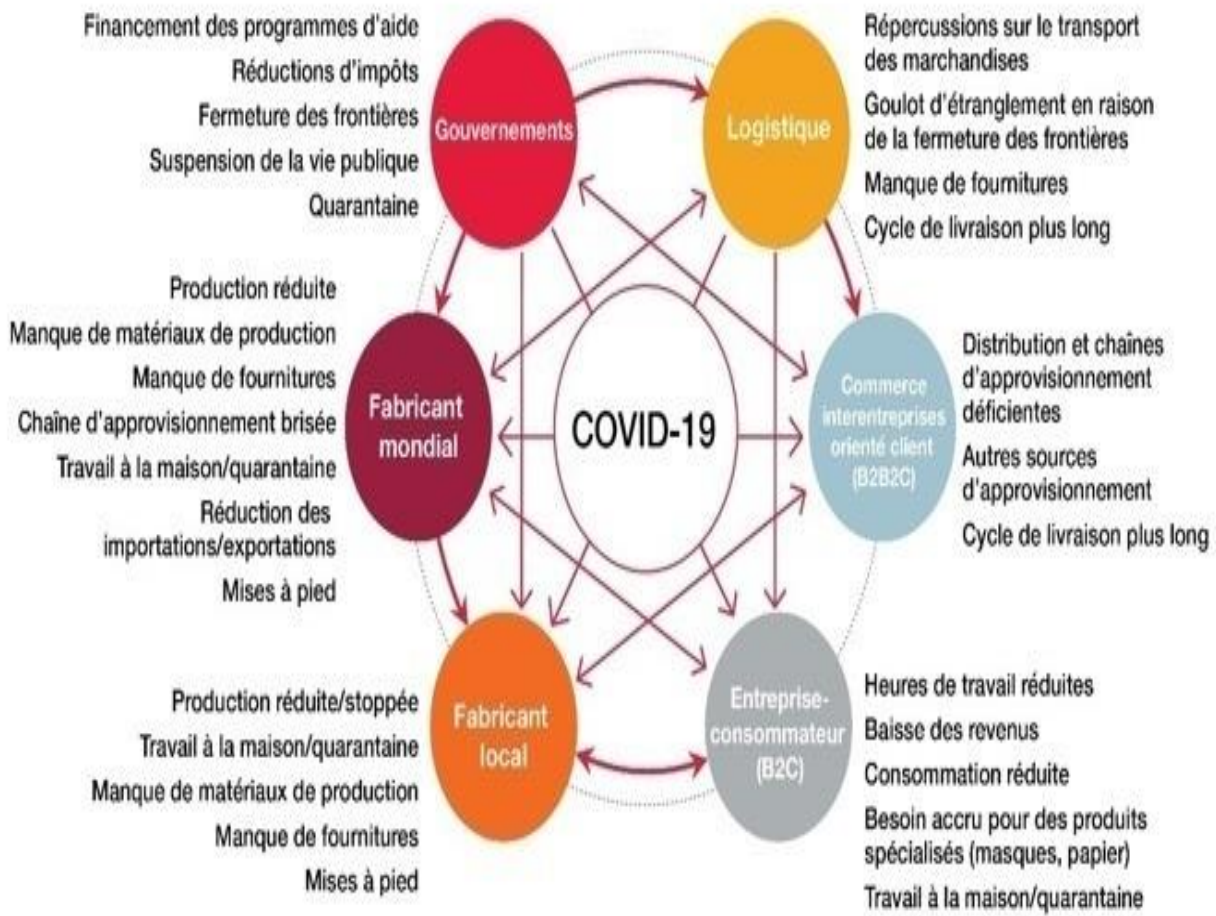 Financement des programmes d'aide
Réductions d'impôts
Fermeture des frontières
Suspension de la vie publique
Quarantaine
Gouvernements
Logistique
Répercussions sur le transport
des marchandises
Goulot d'étranglement en raison
de la fermeture des frontières
Manque de fournitures
Cycle de livraison plus long
Production réduite
Manque de matériaux de production
Manque de fournitures
Chaîne d'approvisionnement brisée
Travail à la maison/quarantaine
Réduction des
importations/exportations
Mises à pied
Fabricant
mondial
COVID-19
Commerce
interentreprises
orienté client
(B2B2C)
Distribution et chaînes
d'approvisionnement
déficientes
Autres sources
d'approvisionnement
Cycle de livraison plus long
Production réduite/stoppée
Travail à la maison/quarantaine
Manque de matériaux de production
Manque de fournitures
Mises à pied
Fabricant
local
Entreprise-
consommateur
(B2C)
Heures de travail réduites
Baisse des revenus
Consommation réduite
Besoin accru pour des produits
spécialisés (masques, papier)
Travail à la maison/quarantaine